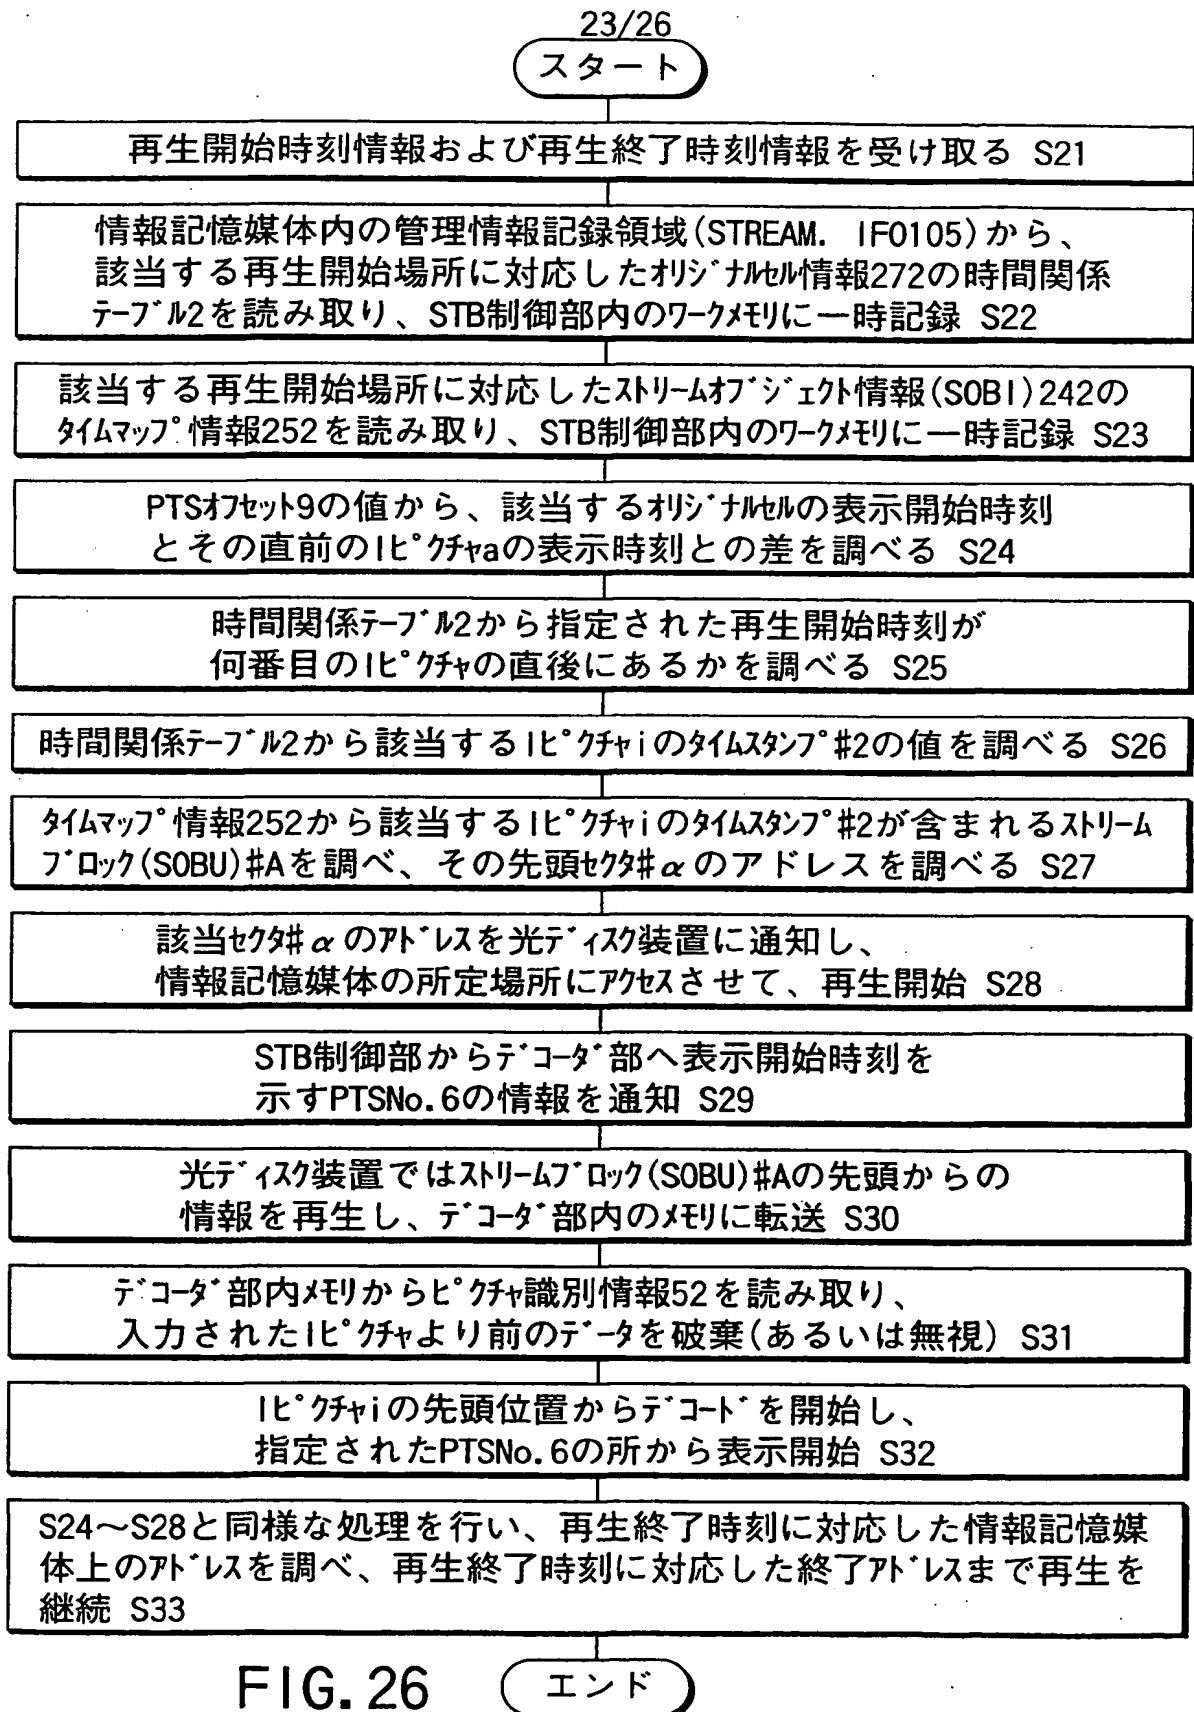 23/26
スタート
再生開始時刻情報および再生終了時刻情報を受け取る S21
情報記憶媒体内の管理情報記録領域(STREAM. IFO105)から、
該当する再生開始場所に対応したオリジナルセル情報272の時間関係
テーブル2を読み取り、STB制御部内のワークメモリに一時記録 S22
該当する再生開始場所に対応したストリームオブジェクト情報(SOBI)242の
タイムマップ情報252を読み取り、STB制御部内のワークメモリに一時記録 S23
PTSオフセット9の値から、該当するオリジナルセルの表示開始時刻
とその直前のIピクチャaの表示時刻との差を調べる S24
時間関係テーブル2から指定された再生開始時刻が
何番目のIピクチャの直後にあるかを調べる S25
時間関係テーブル2から該当するIピクチャiのタイムスタンプ#2の値を調べる S26
タイムマップ情報252から該当するIピクチャiのタイムスタンプ#2が含まれるストリーム
ブロック(SOBU)#Aを調べ、その先頭セクタ#αのアドレスを調べる S27
該当セクタ#αのアドレスを光ディスク装置に通知し、
情報記憶媒体の所定場所にアクセスさせて、再生開始 S28
STB制御部からデコーダ部へ表示開始時刻を
示すPTSNo.6の情報を通知 S29
光ディスク装置ではストリームブロック(SOBU)#Aの先頭からの
情報を再生し、デコーダ部内のメモリに転送 S30
デコーダ部内メモリからピクチャ識別情報52を読み取り、
入力されたIピクチャより前のデータを破棄(あるいは無視) S31
Iピクチャiの先頭位置からデコードを開始し、
指定されたPTSNo.6の所から表示開始 S32
S24～S28と同様な処理を行い、再生終了時刻に対応した情報記憶媒
体上のアドレスを調べ、再生終了時刻に対応した終了アドレスまで再生を
継続 S33
エンド
FIG. 26